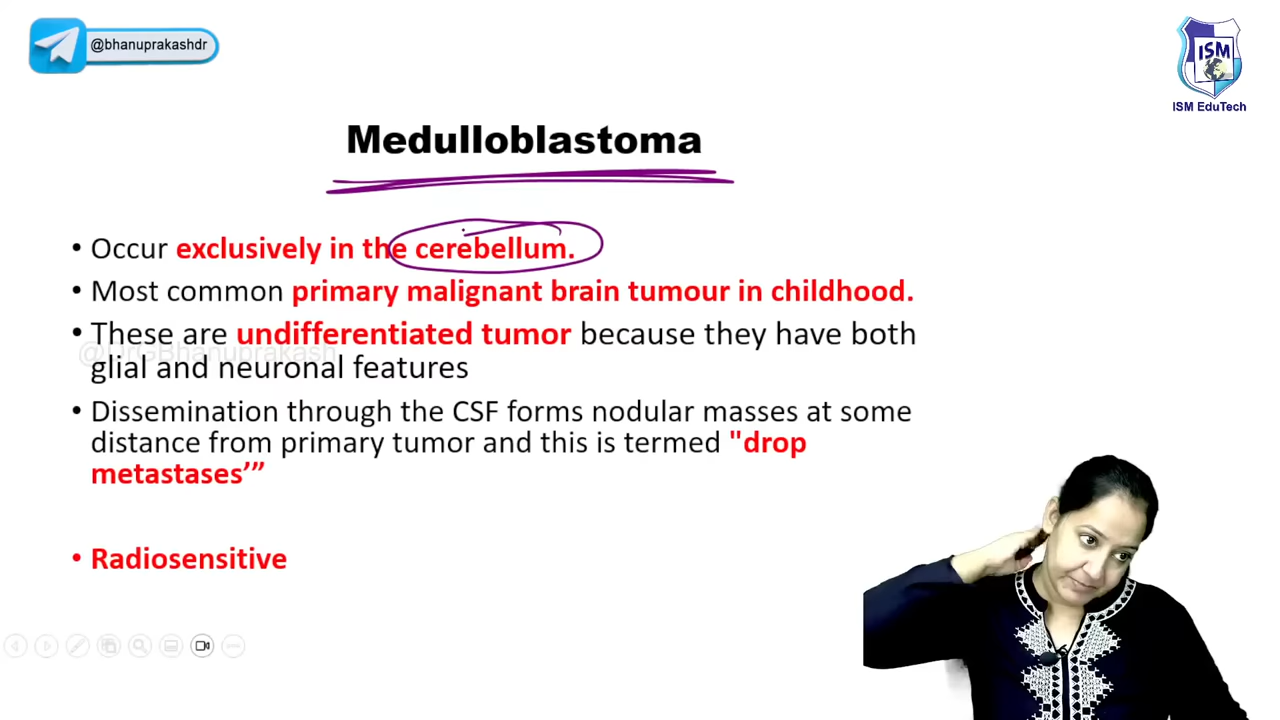 @bhanuprakashdr
ISM
ISM EduTech
Medulloblastoma
• Occur exclusively in the cerebellum.
• Most common primary malignant brain tumour in childhood.
• These are undifferentiated tumor because they have both
@DrGBhanuprakash
glial and neuronal features
• Dissemination through the CSF forms nodular masses at some
distance from primary tumor and this is termed "drop
metastases’”
• Radiosensitive